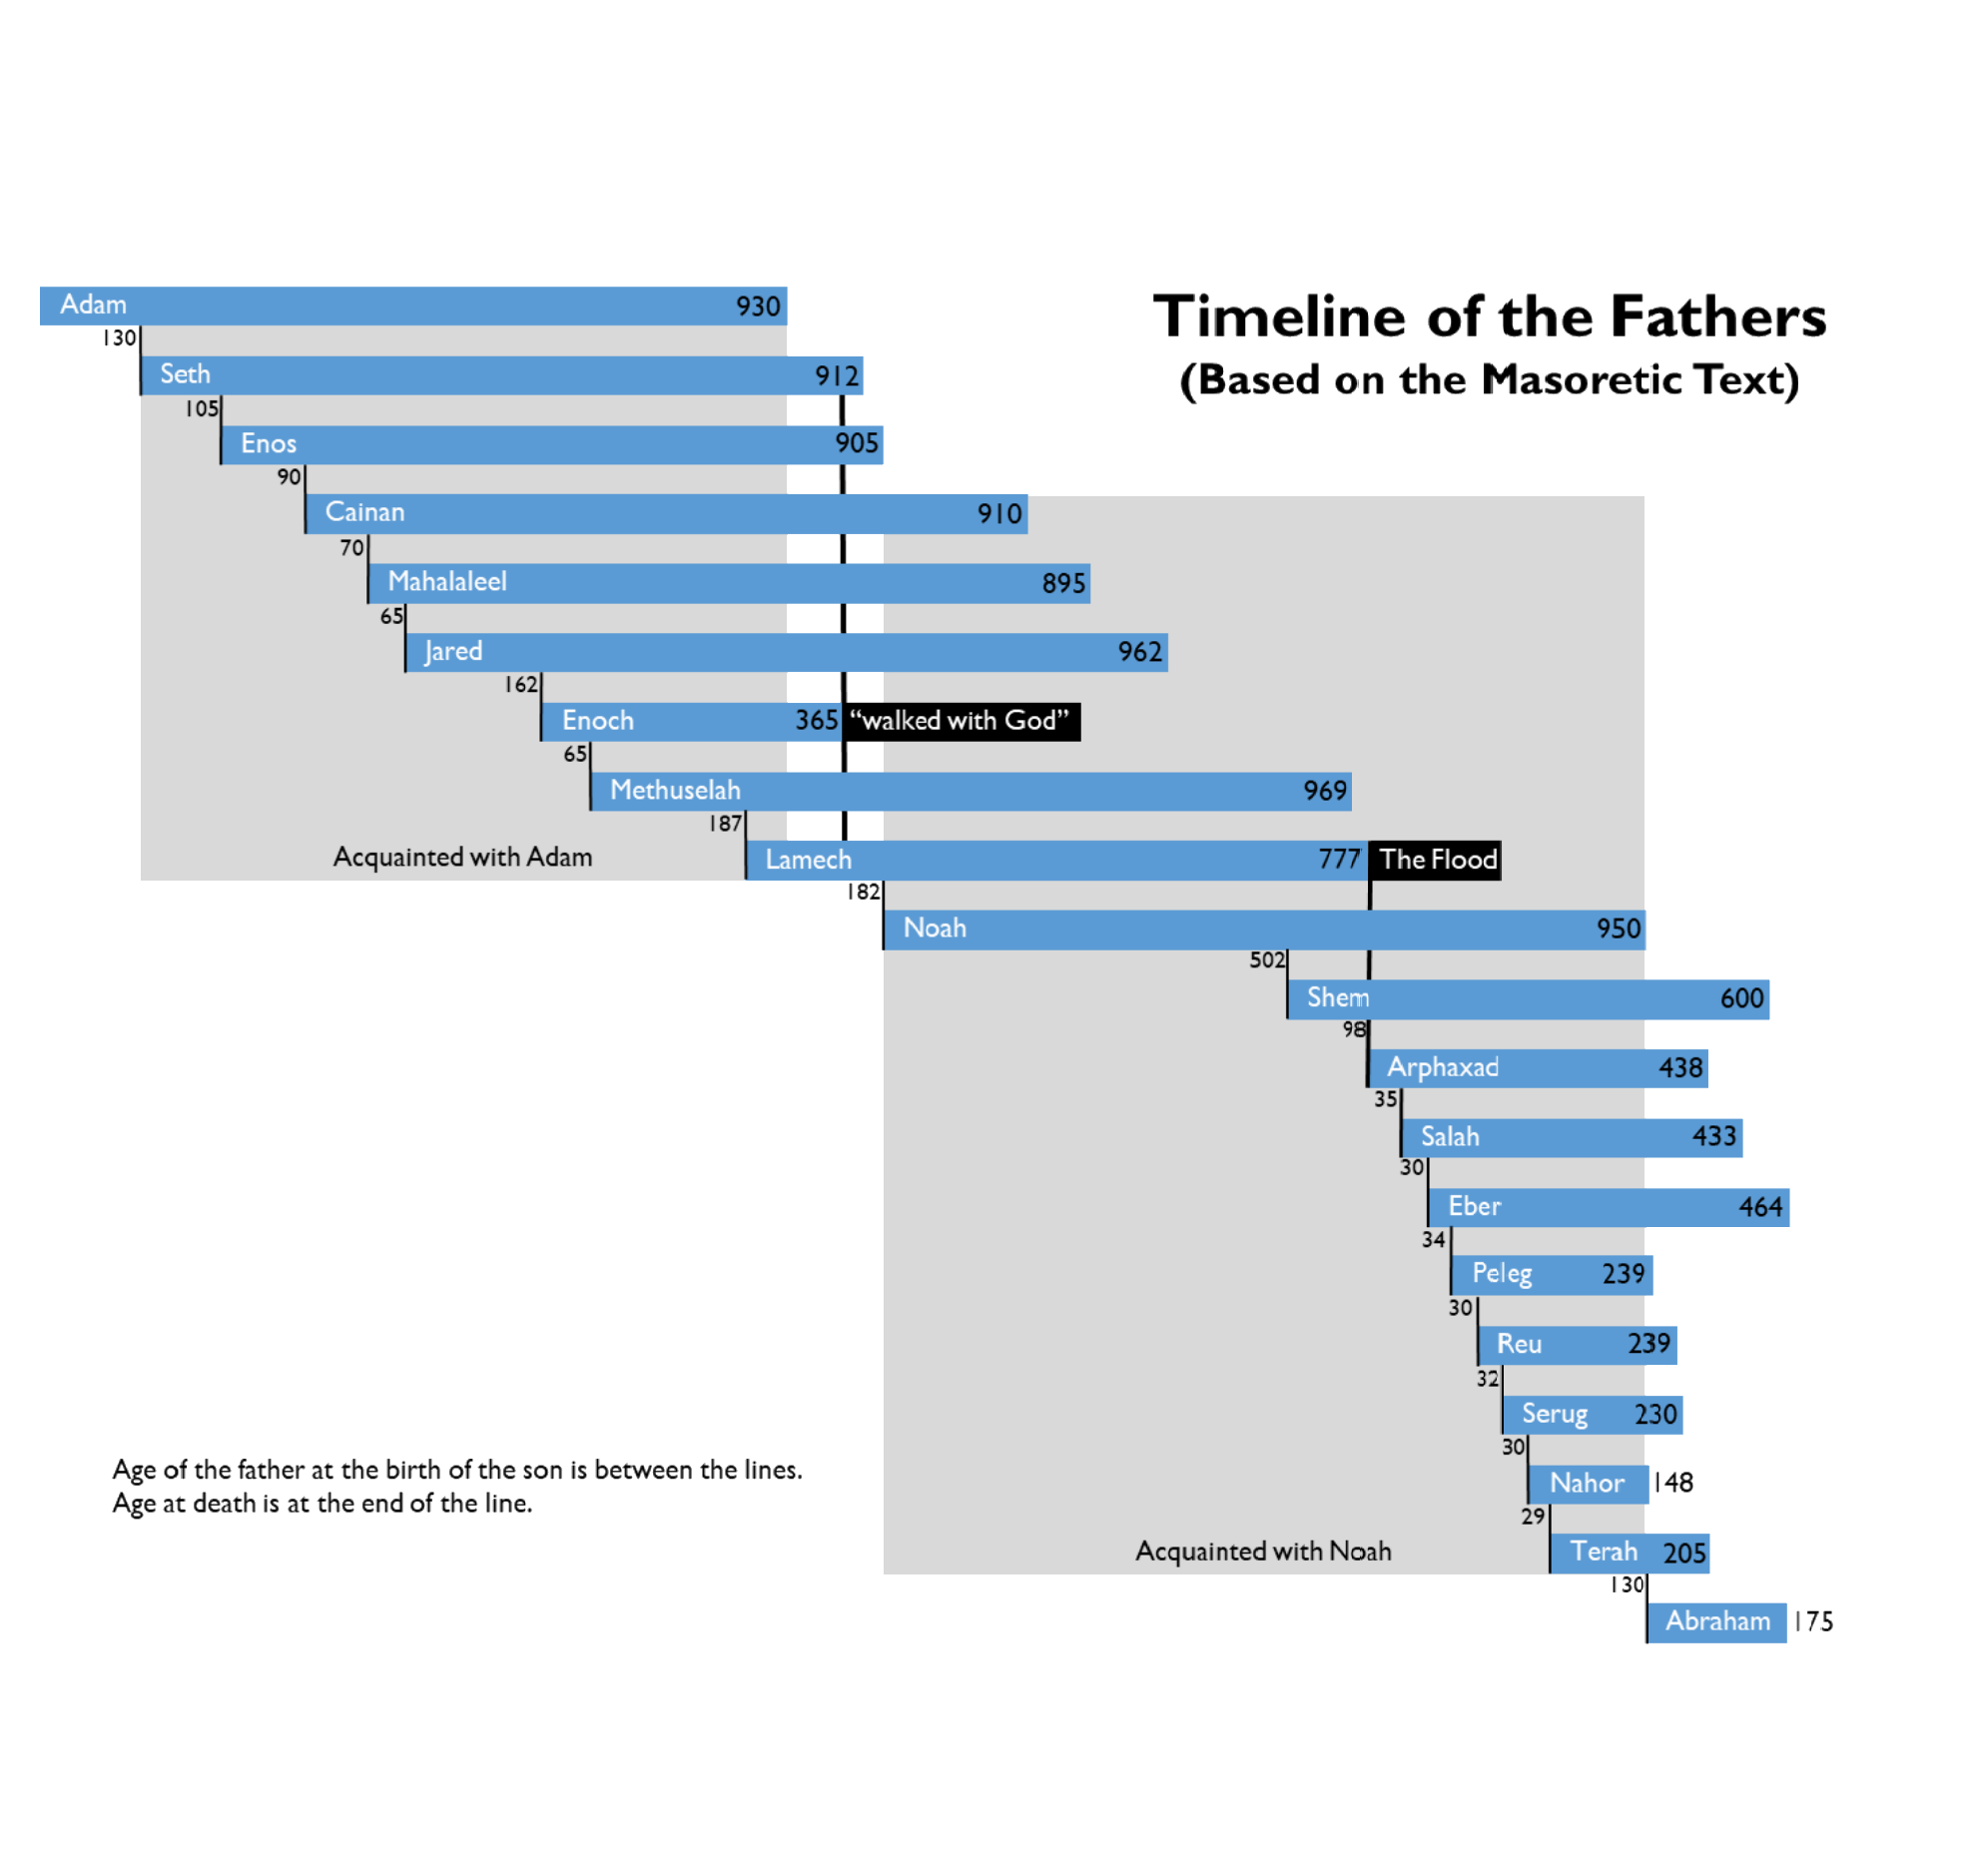 Timeline of the Fathers
(Based on the Masoretic Text)
Adam 930
130
Seth 912
105
Enos 905
90
Cainan 910
70
Mahalaleel 895
65
Jared 962
162
Enoch 365 “walked with God”
65
Methuselah 969
187
Acquainted with Adam
Lamech 777 The Flood
182
Noah 950
502
Shem 600
98
Arphaxad 438
35
Salah 433
30
Eber 464
34
Peleg 239
30
Reu 239
32
Serug 230
30
Nahor 148
29
Acquainted with Noah
Terah 205
130
Abraham 175
Age of the father at the birth of the son is between the lines.
Age at death is at the end of the line.